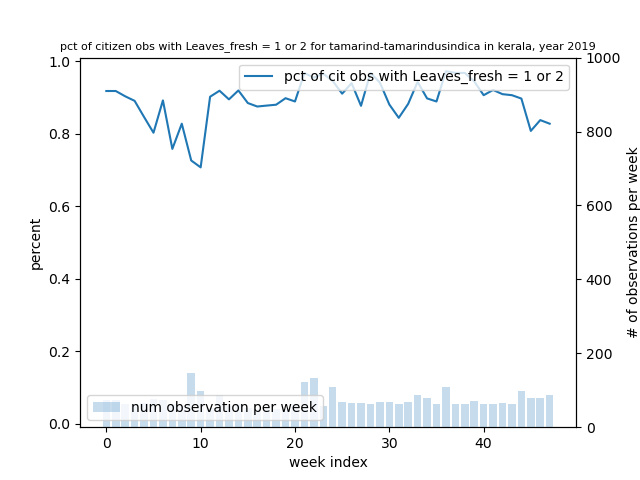 pct of citizen obs with Leaves_fresh = 1 or 2 for tamarind-tamarindusindica in kerala, year 2019
pct of cit obs with Leaves_fresh = 1 or 2
num observation per week
percent
# of observations per week
week index
1.0
0.8
0.6
0.4
0.2
0.0
1000
800
600
400
200
0
0 10 20 30 40